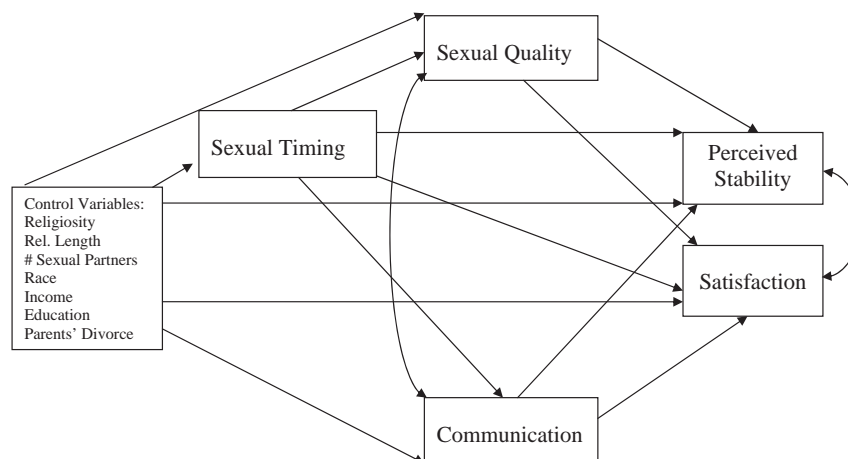 Sexual Quality
Sexual Timing
Perceived
Stability
Control Variables:
Religiosity
Rel. Length
# Sexual Partners
Race
Income
Education
Parents’ Divorce
Satisfaction
Communication